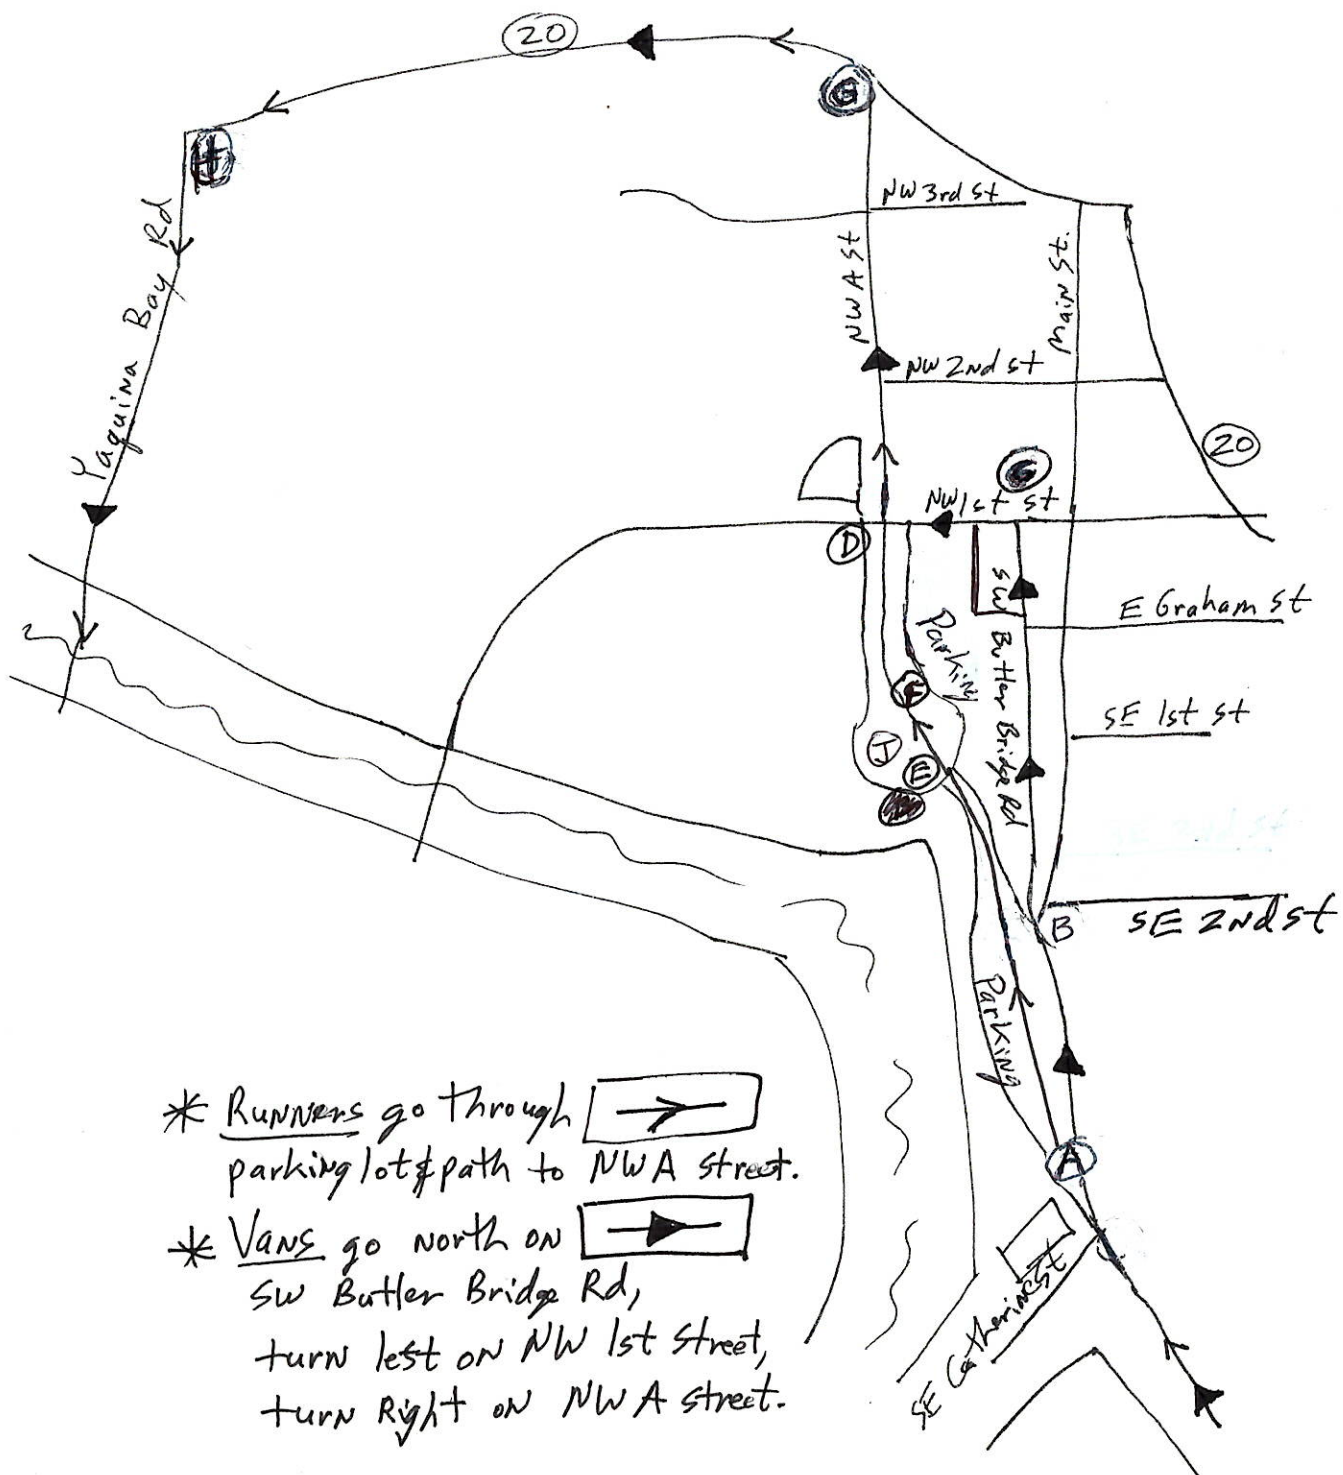 20
G
H
NW 3rd St
Yaquina Bay Rd
NW A St
Main St.
NW 2nd St
20
NW 1st St
D
SW Butler Bridge Rd
E Graham St
Parking
F
SE 1st St
T
E
B
SE 2nd St
Parking
A
SE Catherine St
* Runners go through
parking lot & path to NW A Street.
* Vans go north on
SW Butler Bridge Rd,
turn lest on NW 1st Street,
turn Right on NW A Street.